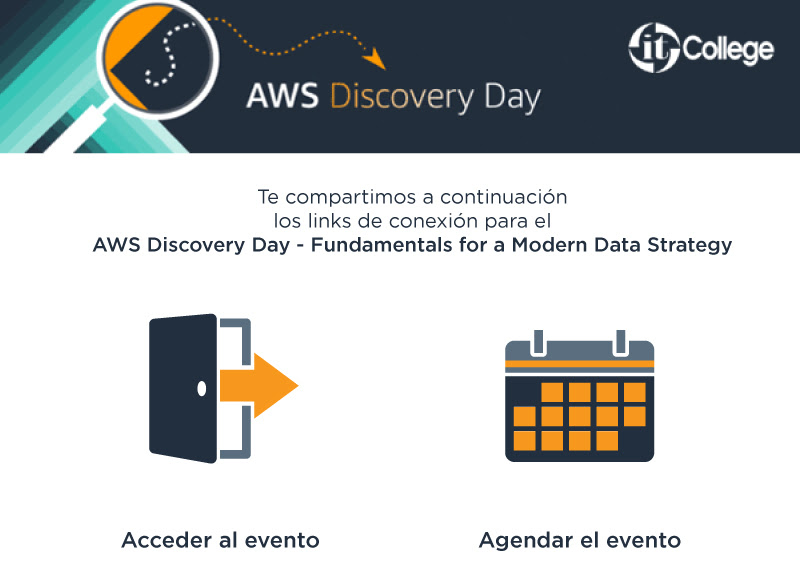 it College
AWS Discovery Day
Te compartimos a continuación
los links de conexión para el
AWS Discovery Day - Fundamentals for a Modern Data Strategy
Acceder al evento
Agendar el evento